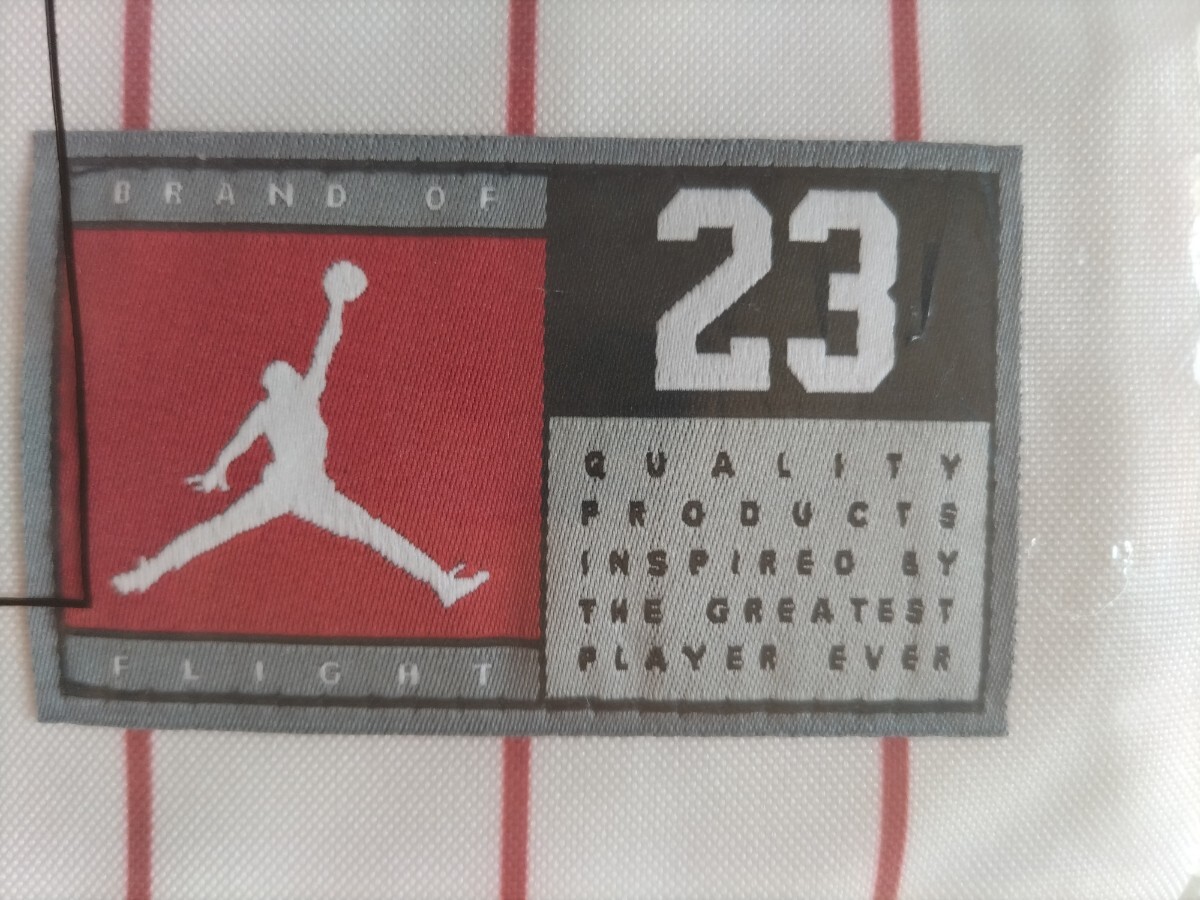 BRAND OF
FLIGHT
23
QUALITY
PRODUCTS
INSPIRED BY
THE GREATEST
PLAYER EVER